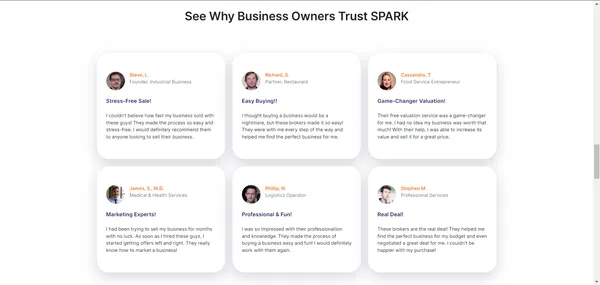 See Why Business Owners Trust SPARK
Steve, L.
Founder, Industrial Business
Stress-Free Sale!
I couldn't believe how fast my business sold with
these guys! They made the process so easy and
stress-free. I would definitely recommend them
to anyone looking to sell their business.
Richard, S.
Partner, Restaurant
Easy Buying!!
I thought buying a business would be a
nightmare, but these brokers made it so easy!
They were with me every step of the way and
helped me find the perfect business for me.
Cassandra, T
Food Service Entrepreneur
Game-Changer Valuation!
Their free valuation service was a game-changer
for me. I had no idea my business was worth that
much! With their help, I was able to increase its
value and sell it for a great price.
James, S., M.D.
Medical & Health Services
Marketing Experts!
I had been trying to sell my business for months
with no luck. As soon as I hired these guys, I
started getting offers left and right. They really
know how to market a business!
Phillip, N.
Logistics Operator
Professional & Fun!
I was so impressed with their professionalism
and knowledge. They made the process of
buying a business easy and fun! I would definitely
work with them again.
Stephen M.
Professional Services
Real Deal!
These brokers are the real deal! They helped me
find the perfect business for my budget and even
negotiated a great deal for me. I couldn't be
happier with my purchase!